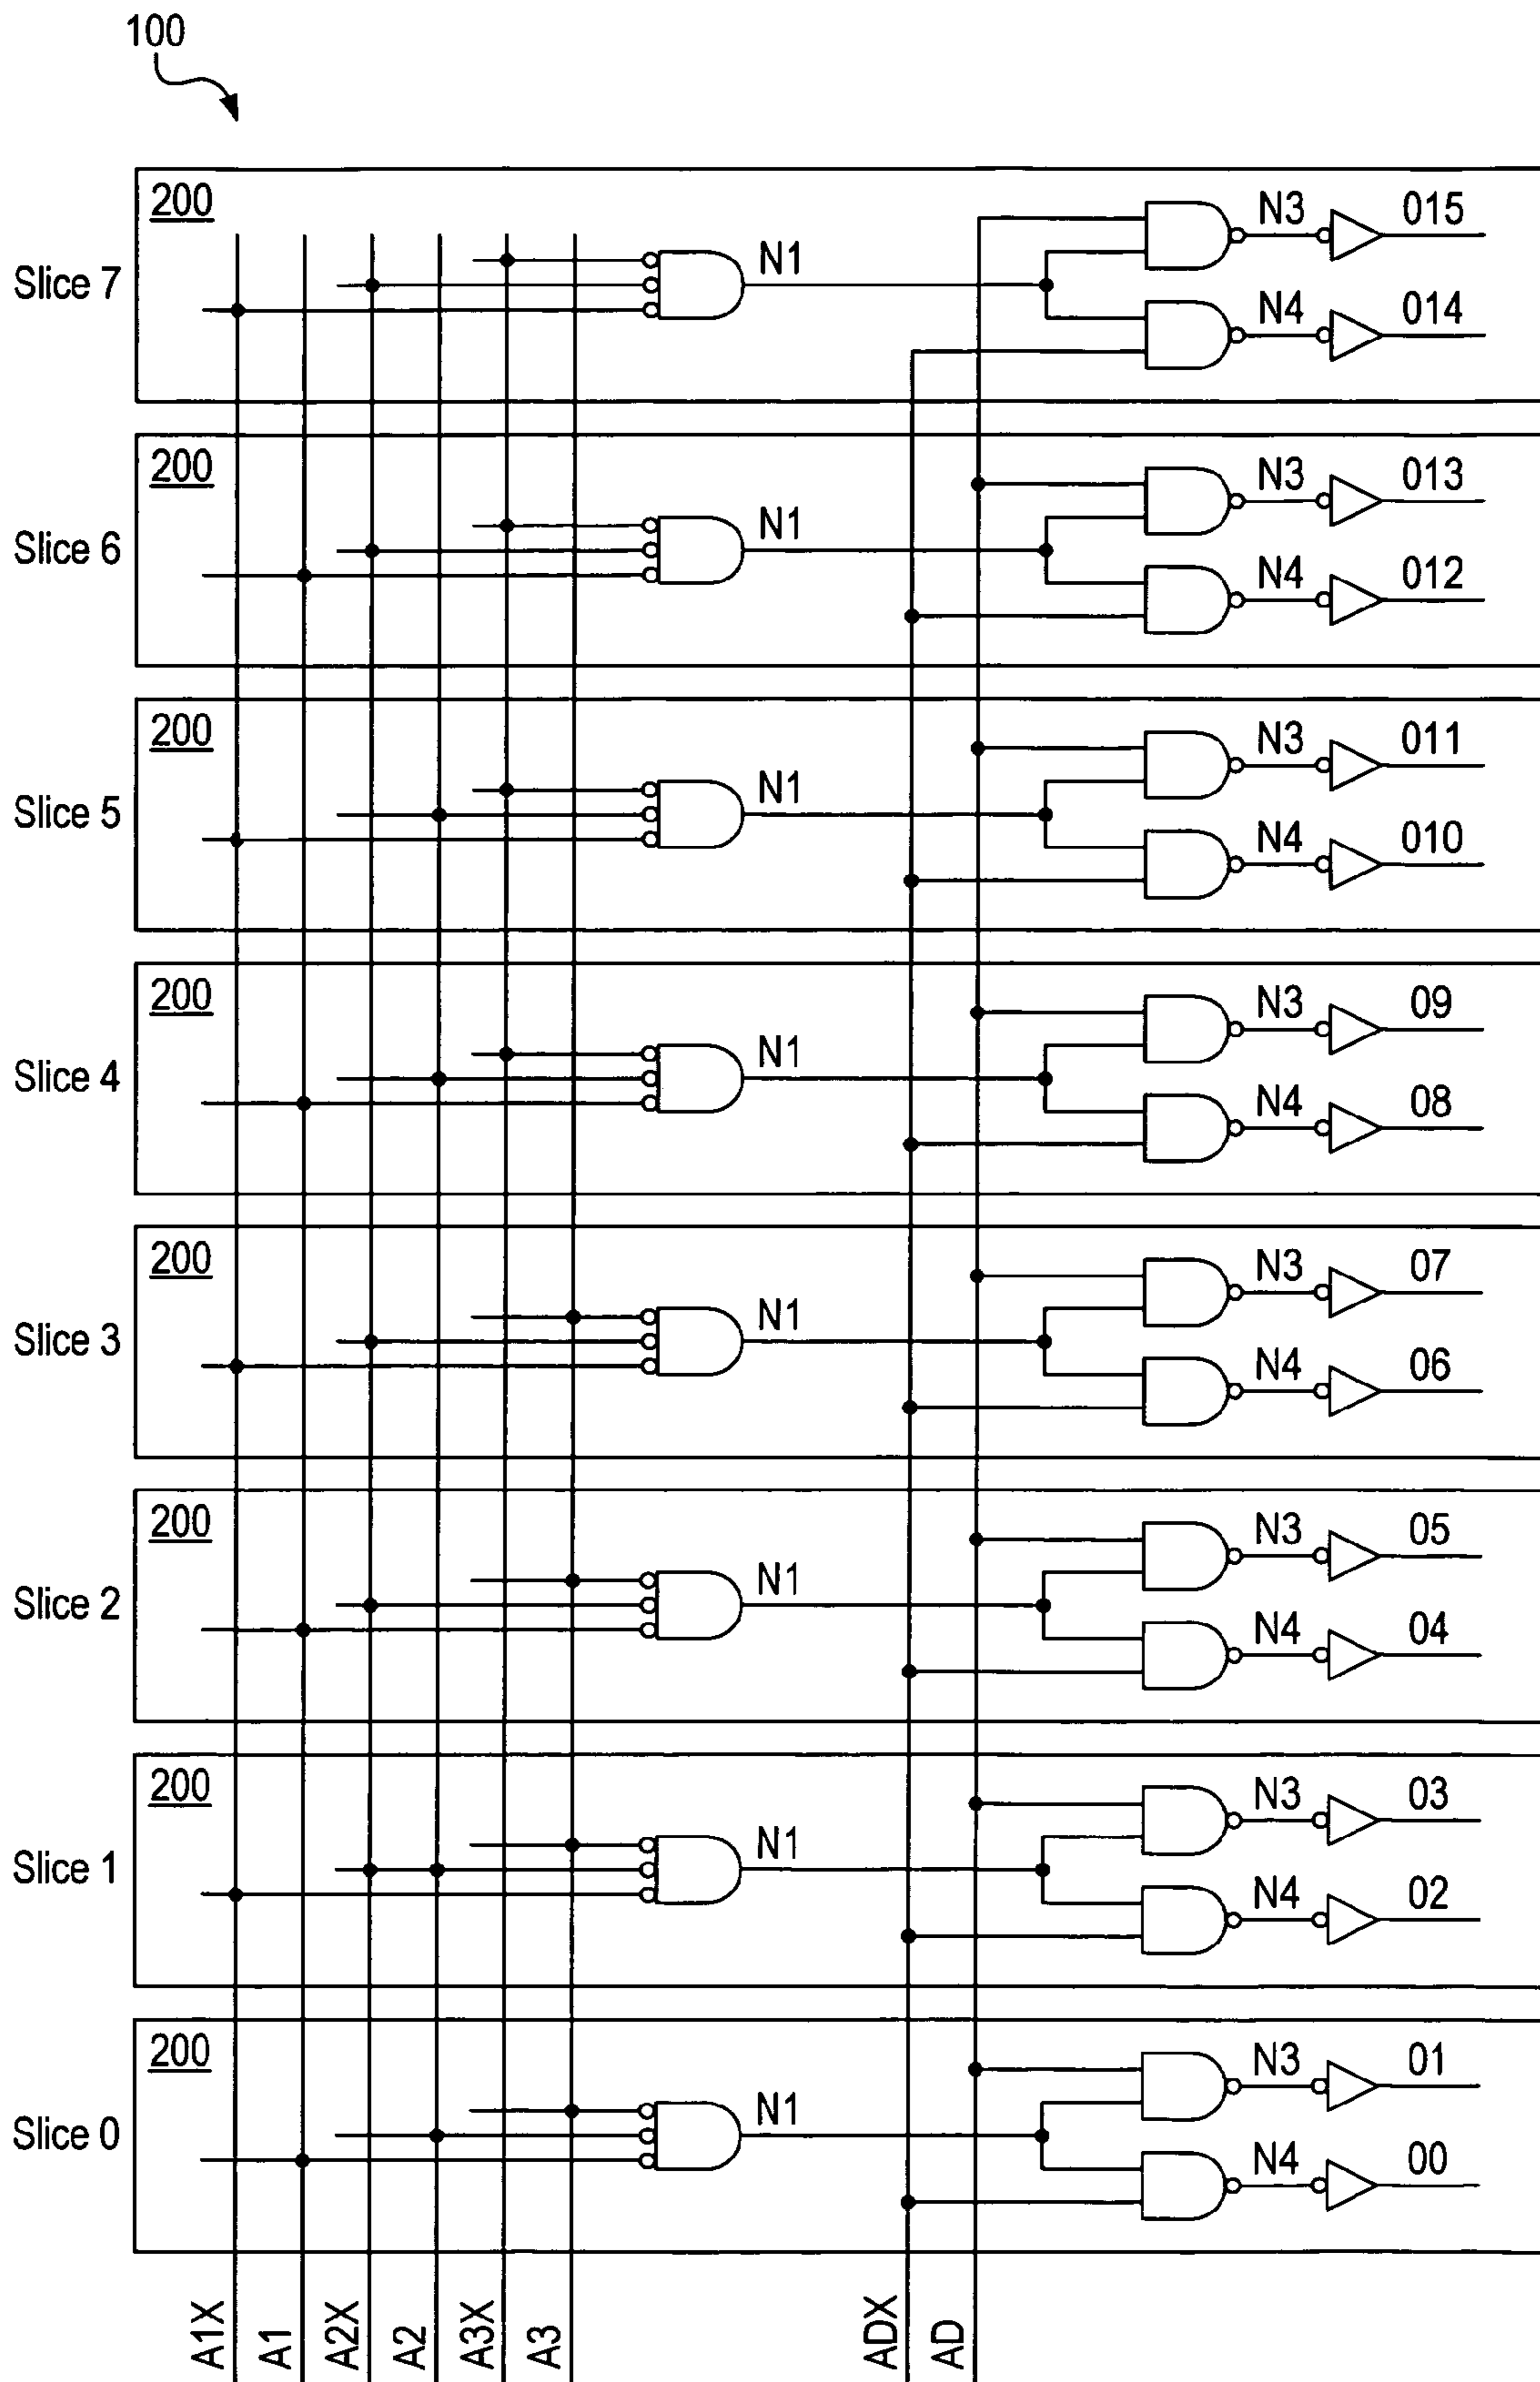 100
200
Slice 7
N1
N3
015
N4
014
200
Slice 6
N1
N3
013
N4
012
200
Slice 5
N1
N3
011
N4
010
200
Slice 4
N1
N3
09
N4
08
200
Slice 3
N1
N3
07
N4
06
200
Slice 2
N1
N3
05
N4
04
200
Slice 1
N1
N3
03
N4
02
200
Slice 0
N1
N3
01
N4
00
A1X
A1
A2X
A2
A3X
A3
ADX
AD